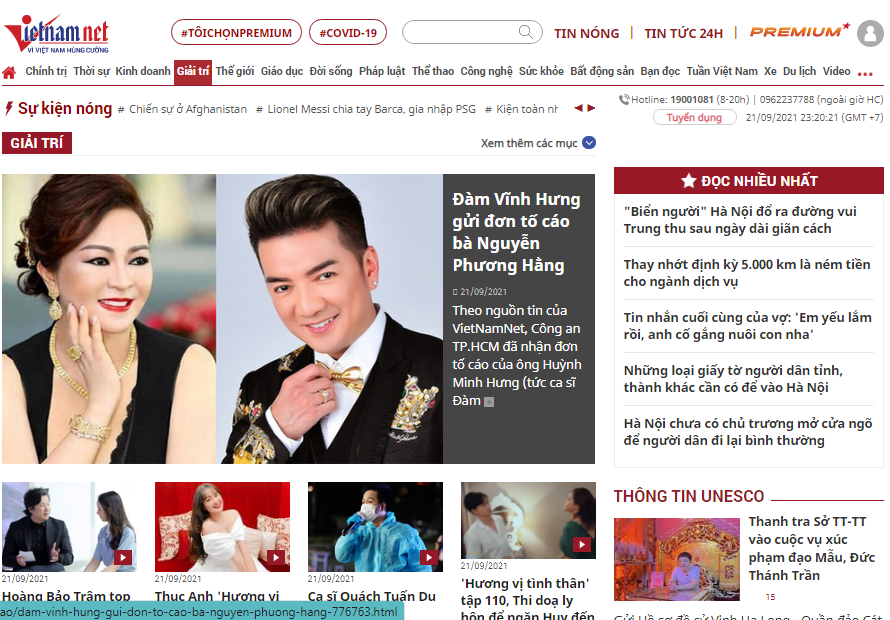 Vietnamnet
VÌ VIỆT NAM HÙNG CƯỜNG
#TÔICHỌNPREMIUM
#COVID-19
TIN NÓNG | TIN TỨC 24H | PREMIUM
Chính trị Thời sự Kinh doanh Giải trí Thế giới Giáo dục Đời sống Pháp luật Thể thao Công nghệ Sức khỏe Bất động sản Bạn đọc Tuần Việt Nam Xe Du lịch Video
Sự kiện nóng # Chiến sự ở Afghanistan # Lionel Messi chia tay Barca, gia nhập PSG # Kiện toàn nh
Hotline: 19001081 (8-20h) | 0962237788 (ngoài giờ HC)
Tuyển dụng 21/09/2021 23:20:21 (GMT +7)
GIẢI TRÍ
Xem thêm các mục
Đàm Vĩnh Hưng
gửi đơn tố cáo
bà Nguyễn
Phương Hằng
21/09/2021
Theo nguồn tin của
VietNamNet, Công an
TP.HCM đã nhận đơn
tố cáo của ông Huỳnh
Minh Hưng (tức ca sĩ
Đàm
ĐỌC NHIỀU NHẤT
"Biển người" Hà Nội đổ ra đường vui
Trung thu sau ngày dài giãn cách
Thay nhớt định kỳ 5.000 km là ném tiền
cho ngành dịch vụ
Tin nhắn cuối cùng của vợ: 'Em yếu lắm
rồi, anh cố gắng nuôi con nha'
Những loại giấy tờ người dân tỉnh,
thành khác cần có để vào Hà Nội
Hà Nội chưa có chủ trương mở cửa ngõ
để người dân đi lại bình thường
21/09/2021
Hoàng Bảo Trâm top
21/09/2021
Thục Anh 'Hương vị
21/09/2021
Ca sĩ Quách Tuấn Du
21/09/2021
'Hương vị tình thân'
tập 110, Thi doạ ly
hôn để ngăn Huy đến
THÔNG TIN UNESCO
Thanh tra Sở TT-TT
vào cuộc vụ xúc
phạm đạo Mẫu, Đức
Thánh Trần
15
Gửi Hồ sơ đề sử Vịnh Hạ Long - Quần đảo Cát
ao/dam-vinh-hung-gui-don-to-cao-ba-nguyen-phuong-hang-776763.html